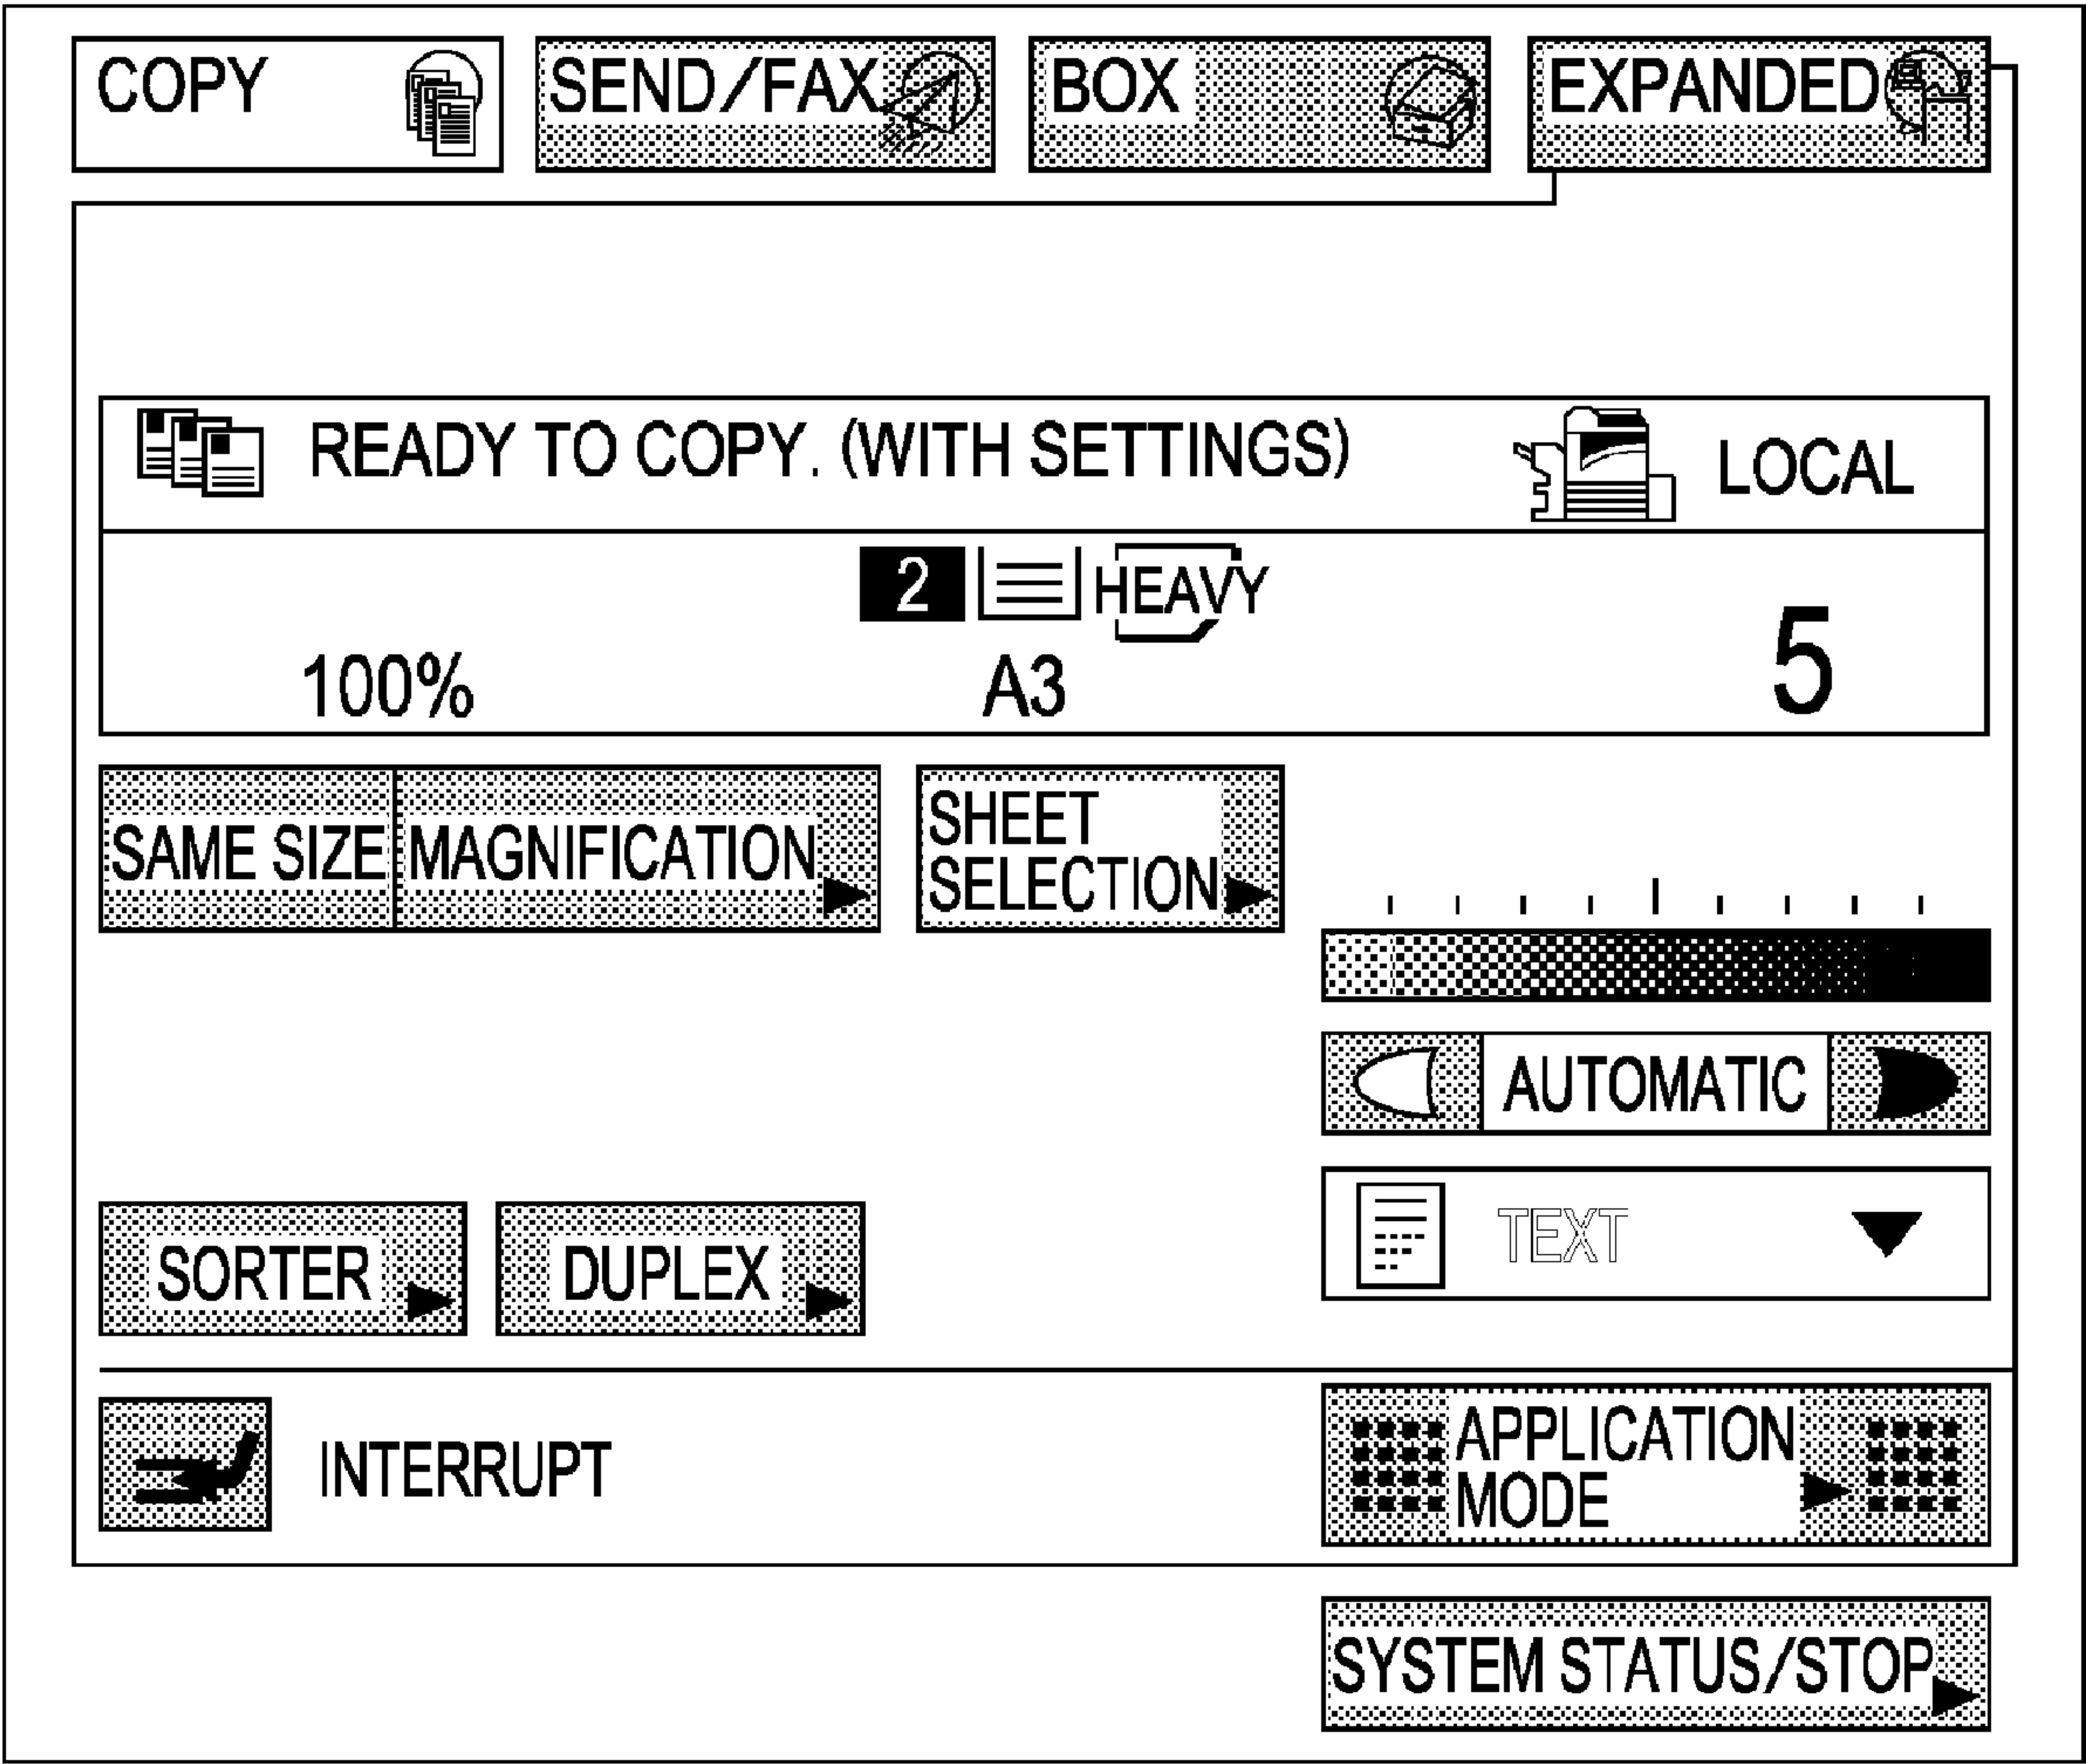 COPY
SEND/FAX
BOX
EXPANDED
READY TO COPY. (WITH SETTINGS)
LOCAL
2
HEAVY
100%
A3
5
SAME SIZE
MAGNIFICATION
SHEET
SELECTION
AUTOMATIC
TEXT
SORTER
DUPLEX
INTERRUPT
APPLICATION
MODE
SYSTEM STATUS/STOP